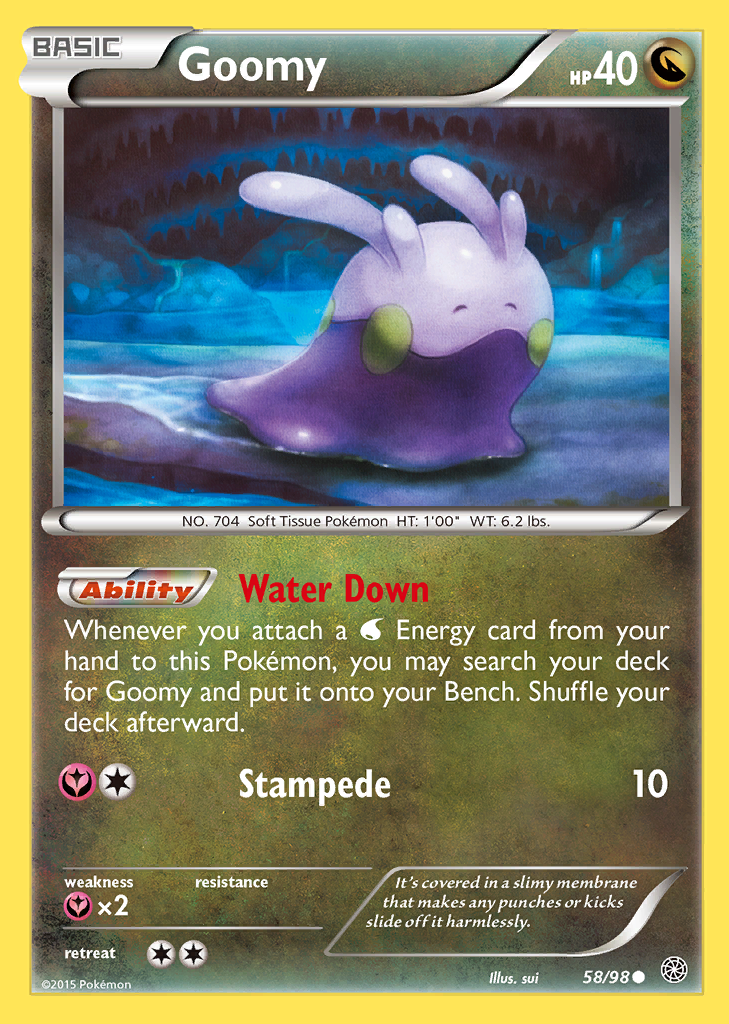 BASIC
Goomy
HP40
NO. 704 Soft Tissue Pokémon HT: 1'00" WT: 6.2 lbs.
Ability Water Down
Whenever you attach a Energy card from your
hand to this Pokémon, you may search your deck
for Goomy and put it onto your Bench. Shuffle your
deck afterward.
Stampede 10
weakness resistance
×2
It's covered in a slimy membrane
that makes any punches or kicks
slide off it harmlessly.
retreat
©2015 Pokémon
Illus. sui 58/98